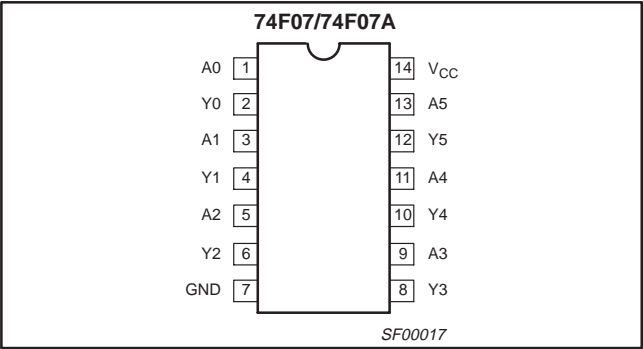 74F07/74F07A
A0 1 14 VCC
Y0 2 13 A5
A1 3 12 Y5
Y1 4 11 A4
A2 5 10 Y4
Y2 6 9 A3
GND 7 8 Y3
SF00017